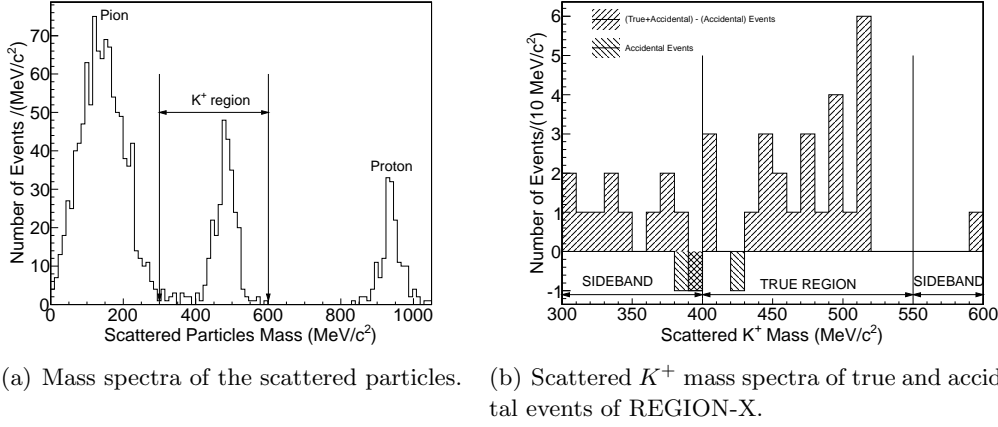 Pion
K+ region
Proton
Number of Events /(MeV/c2)
70
60
50
40
30
20
10
0
0 200 400 600 800 1000
Scattered Particles Mass (MeV/c2)
(a) Mass spectra of the scattered particles.
(True+Accidental) - (Accidental) Events
Accidental Events
Number of Events/(10 MeV/c2)
6
5
4
3
2
1
0
-1
SIDEBAND TRUE REGION SIDEBAND
300 350 400 450 500 550 600
Scattered K+ Mass (MeV/c2)
(b) Scattered K+ mass spectra of true and accid
tal events of REGION-X.